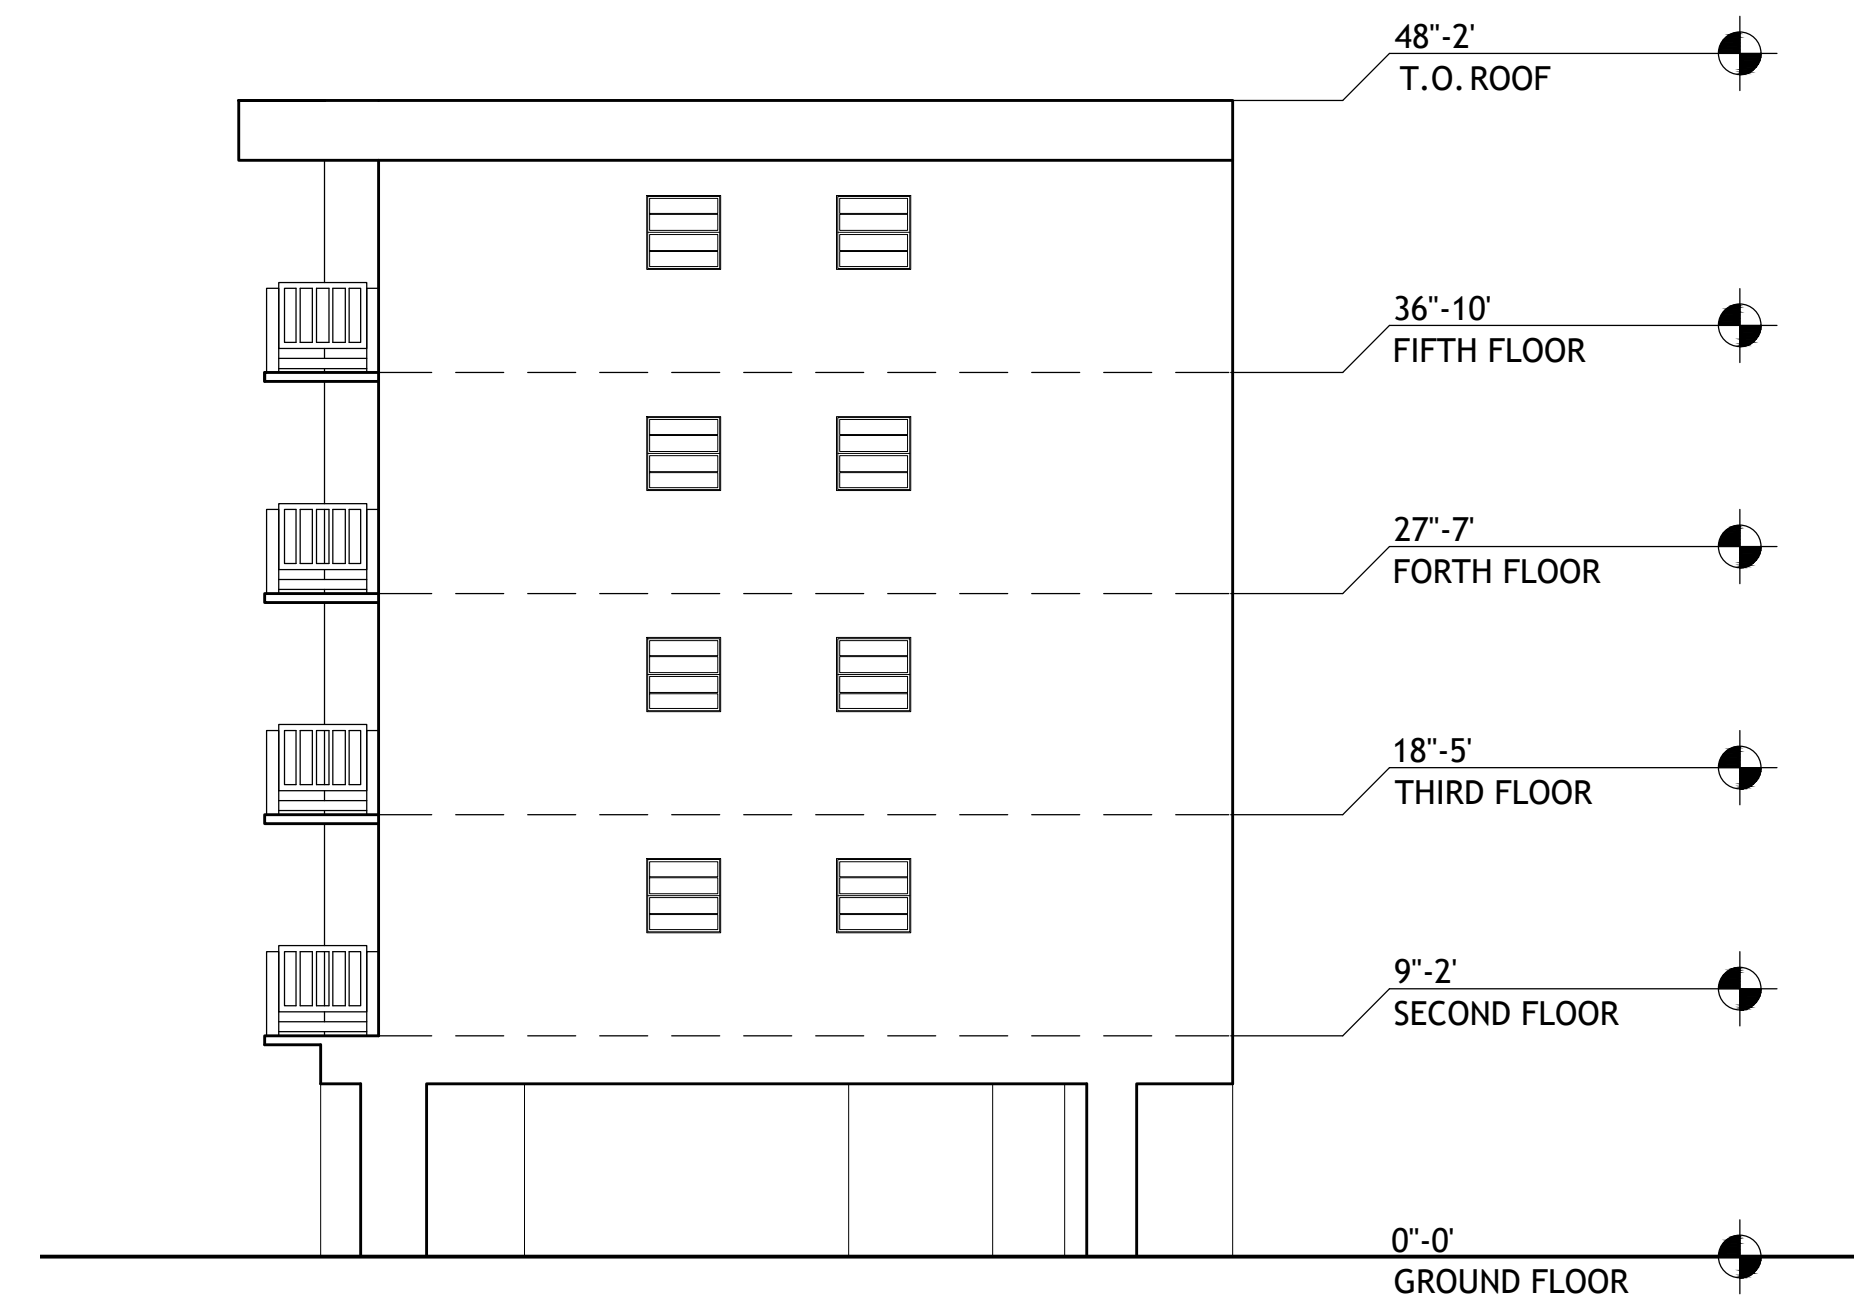 48"-2'
T.O.ROOF
36"-10'
FIFTH FLOOR
27"-7'
FORTH FLOOR
18"-5'
THIRD FLOOR
9"-2'
SECOND FLOOR
0"-0'
GROUND FLOOR